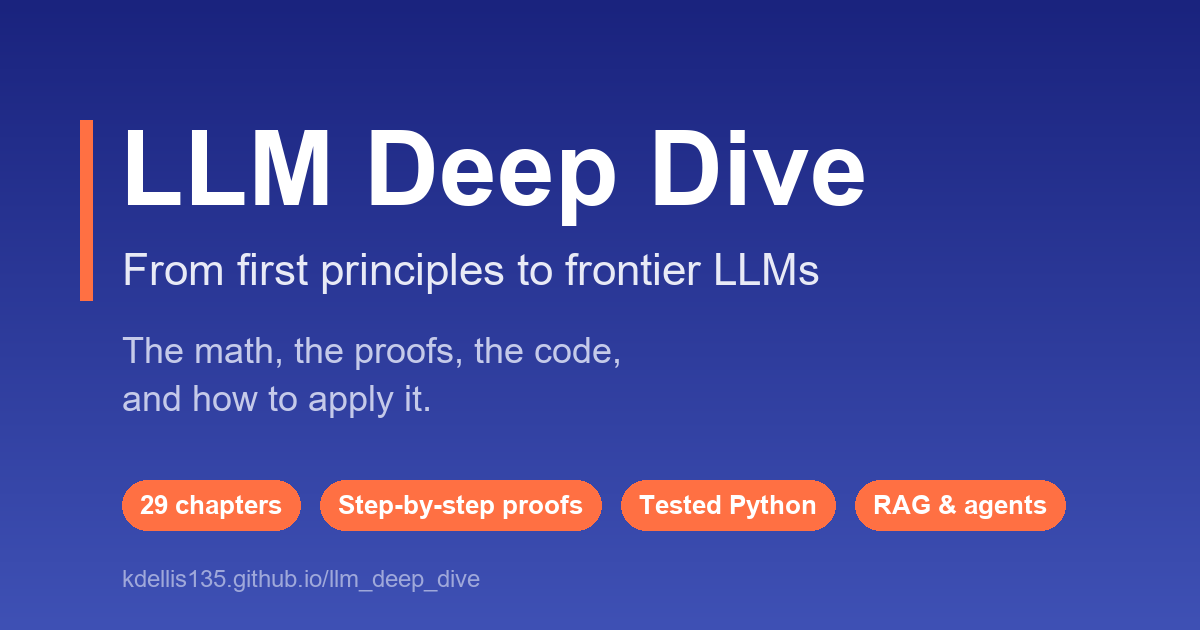 LLM Deep Dive
From first principles to frontier LLMs
The math, the proofs, the code,
and how to apply it.
29 chapters
Step-by-step proofs
Tested Python
RAG & agents
kdellis135.github.io/llm_deep_dive